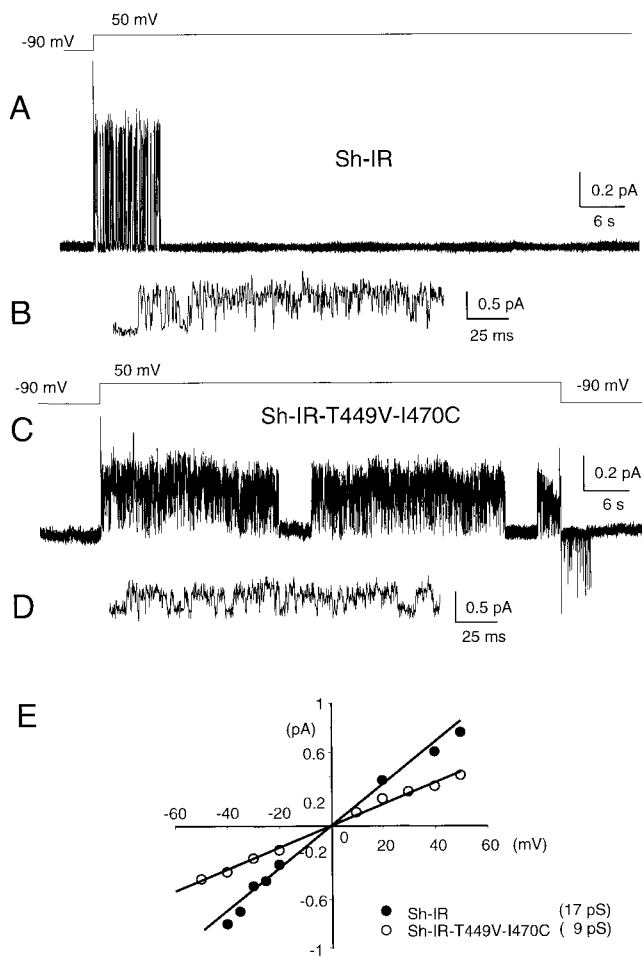 50 mV
-90 mV
A
Sh-IR
0.2 pA
6 s
B
0.5 pA
25 ms
50 mV
-90 mV
-90 mV
C
Sh-IR-T449V-I470C
0.2 pA
6 s
D
0.5 pA
25 ms
E
1
(pA)
0.6
0.2
-60 -40 -20
0 20 40 60 (mV)
-0.2
-0.6
-1
Sh-IR (17 pS)
Sh-IR-T449V-I470C ( 9 pS)